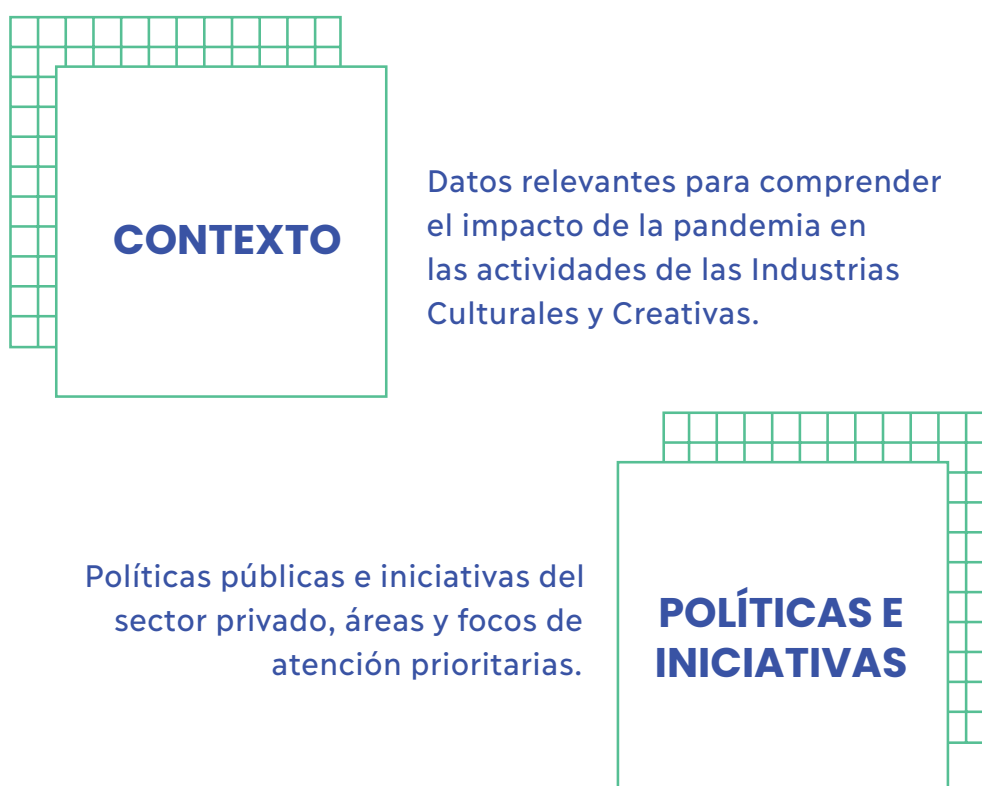 CONTEXTO
Datos relevantes para comprender
el impacto de la pandemia en
las actividades de las Industrias
Culturales y Creativas.
Políticas públicas e iniciativas del
sector privado, áreas y focos de
atención prioritarias.
POLÍTICAS E
INICIATIVAS